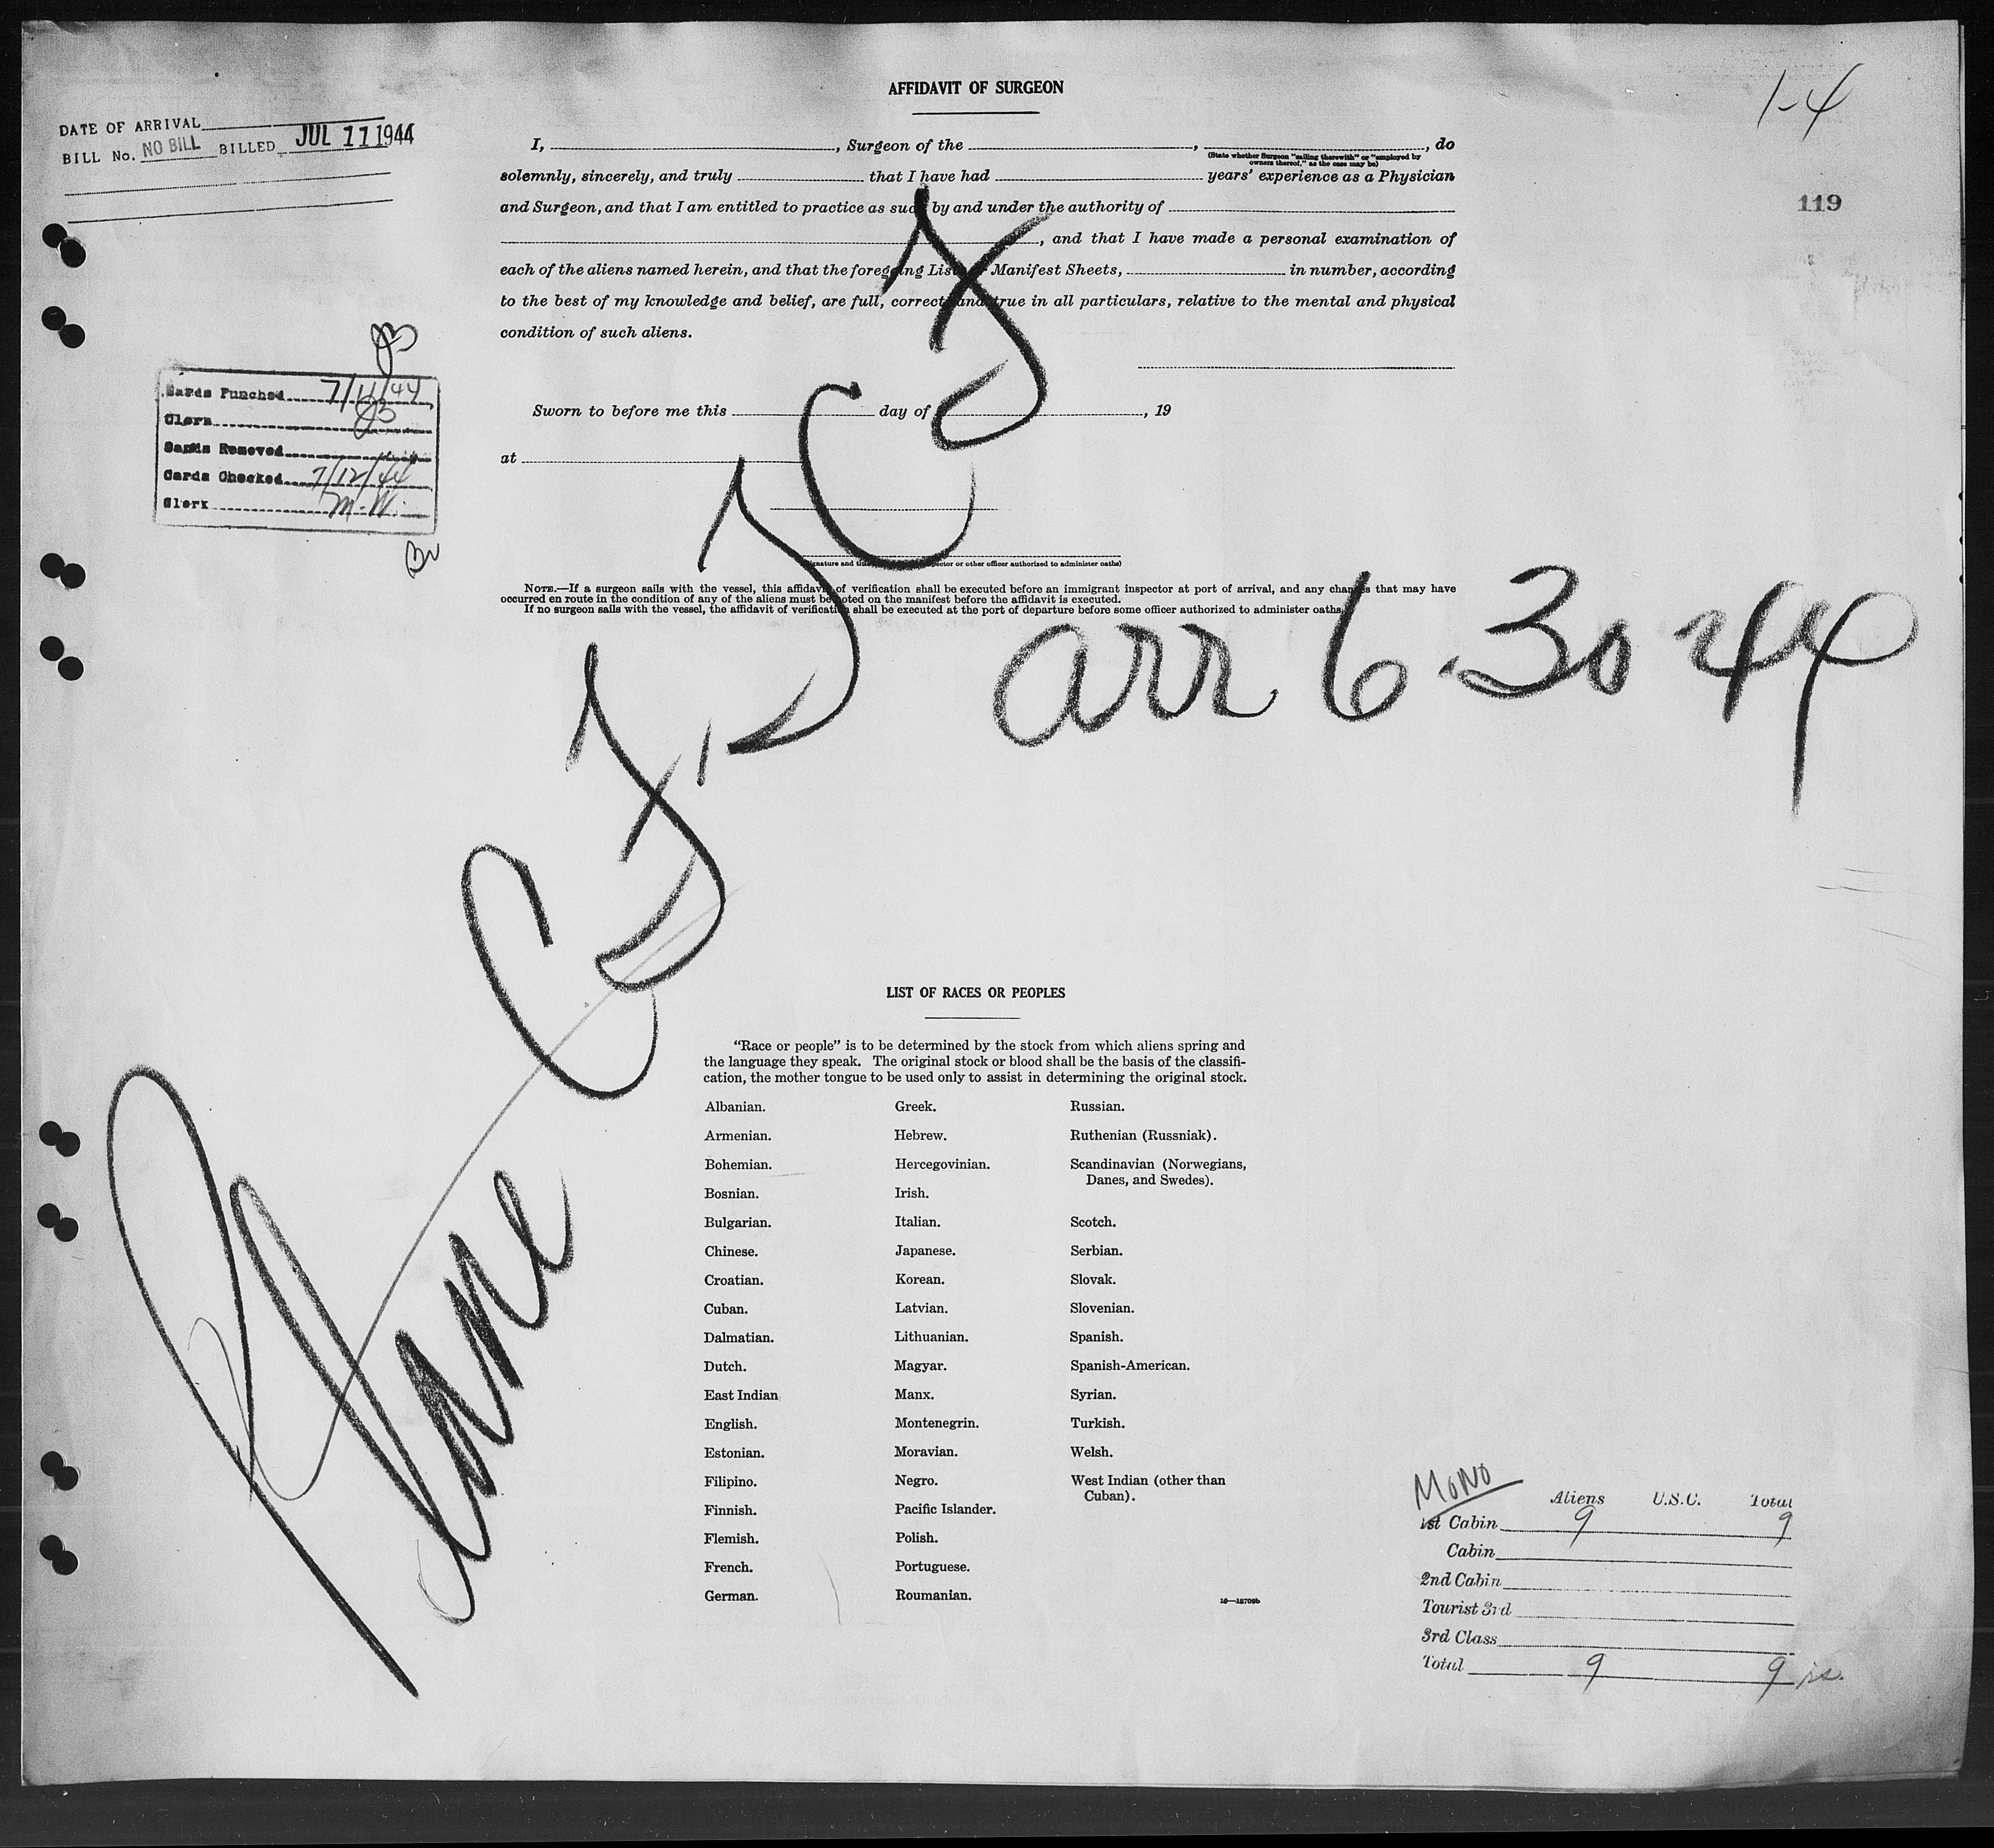 AFFIDAVIT OF SURGEON
1-4
DATE OF ARRIVAL
BILL No. NO BILL BILLED JUL 11 1944
119
I, , Surgeon of the , , do
(State whether Surgeon "sailing therewith" or "employed by
owners thereof," as the case may be)
solemnly, sincerely, and truly that I have had years' experience as a Physician
and Surgeon, and that I am entitled to practice as such by and under the authority of
, and that I have made a personal examination of
each of the aliens named herein, and that the foregoing List or Manifest Sheets, in number, according
to the best of my knowledge and belief, are full, correct, and true in all particulars, relative to the mental and physical
condition of such aliens.
Cards Punched 7/11/44
Clerk
Cards Removed
Cards Checked 7/12/44
Clerk M.W.
Sworn to before me this day of , 19
at
(Signature and title of immigrant inspector or other officer authorized to administer oaths)
NOTE.—If a surgeon sails with the vessel, this affidavit of verification shall be executed before an immigrant inspector at port of arrival, and any changes that may have
occurred en route in the condition of any of the aliens must be noted on the manifest before the affidavit is executed.
If no surgeon sails with the vessel, the affidavit of verification shall be executed at the port of departure before some officer authorized to administer oaths.
arr 6-30-44
Plane
LIST OF RACES OR PEOPLES
"Race or people" is to be determined by the stock from which aliens spring and
the language they speak. The original stock or blood shall be the basis of the classifi-
cation, the mother tongue to be used only to assist in determining the original stock.
Albanian. Greek. Russian.
Armenian. Hebrew. Ruthenian (Russniak).
Bohemian. Hercegovinian. Scandinavian (Norwegians,
Danes, and Swedes).
Bosnian. Irish.
Bulgarian. Italian. Scotch.
Chinese. Japanese. Serbian.
Croatian. Korean. Slovak.
Cuban. Latvian. Slovenian.
Dalmatian. Lithuanian. Spanish.
Dutch. Magyar. Spanish-American.
East Indian Manx. Syrian.
English. Montenegrin. Turkish.
Estonian. Moravian. Welsh.
Filipino. Negro. West Indian (other than
Cuban).
Finnish. Pacific Islander.
Flemish. Polish.
French. Portuguese.
German. Roumanian.
16—18709b
MONO
Aliens U.S.C. Total
1st Cabin 9 9
Cabin
2nd Cabin
Tourist 3rd
3rd Class
Total 9 9